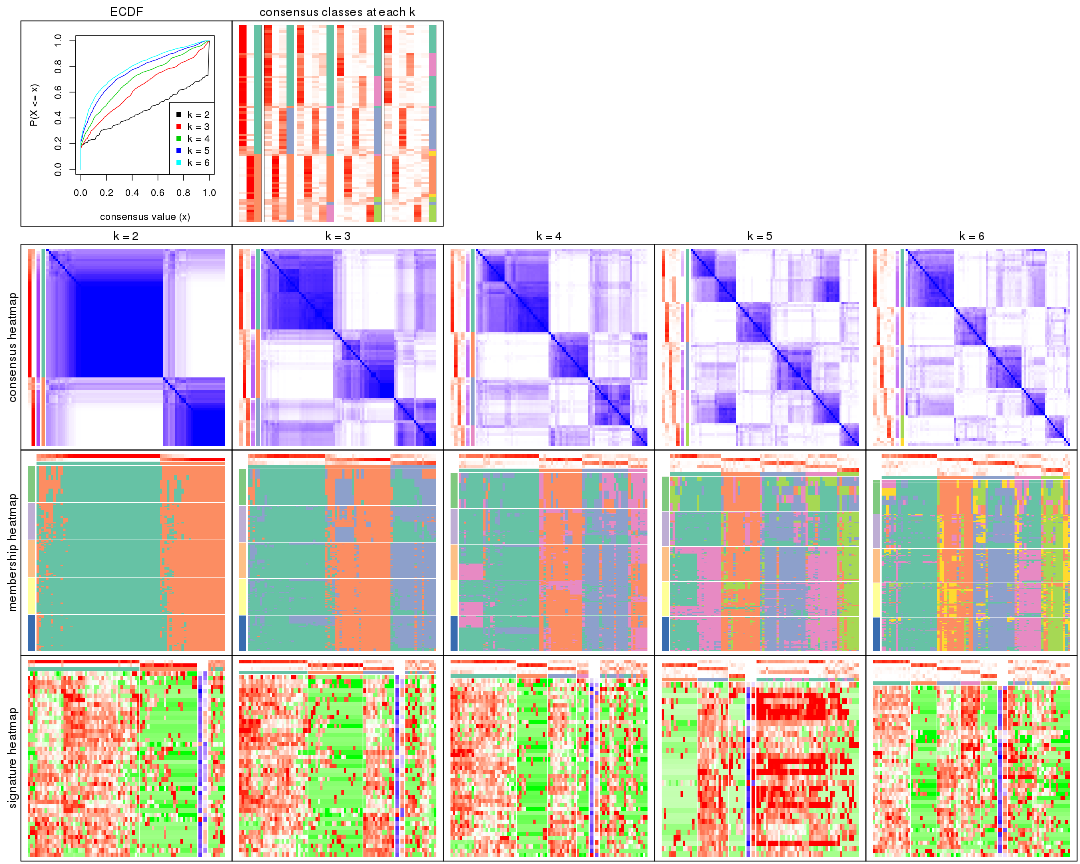 ECDF
consensus classes at each k
P(X <= x)
1.0
0.8
0.6
0.4
0.2
0.0
k = 2
k = 3
k = 4
k = 5
k = 6
0.0 0.2 0.4 0.6 0.8 1.0
consensus value (x)
k = 2 k = 3 k = 4 k = 5 k = 6
consensus heatmap
membership heatmap
signature heatmap